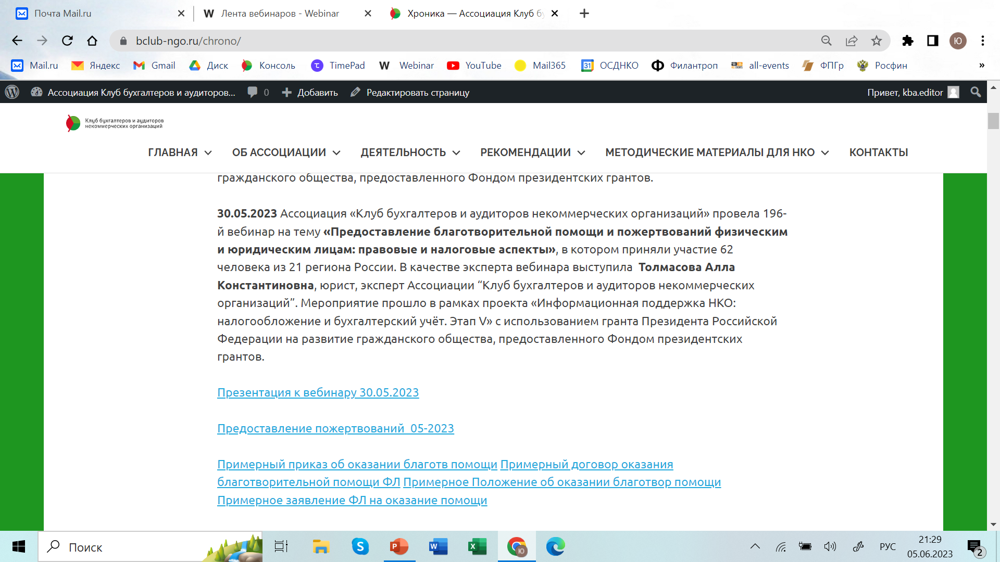 Почта Mail.ru
Лента вебинаров - Webinar
Хроника — Ассоциация Клуб
bclub-ngo.ru/chrono/
Ю
Mail.ru
Яндекс
Gmail
Диск
Консоль
TimePad
Webinar
YouTube
Mail365
31
ОСДНКО
Филантроп
all-events
ФПГр
Росфин
»
Ассоциация Клуб бухгалтеров и аудиторов...
0
Добавить
Редактировать страницу
Привет, kba.editor
Клуб бухгалтеров и аудиторов
некоммерческих организаций
ГЛАВНАЯ
ОБ АССОЦИАЦИИ
ДЕЯТЕЛЬНОСТЬ
РЕКОМЕНДАЦИИ
МЕТОДИЧЕСКИЕ МАТЕРИАЛЫ ДЛЯ НКО
КОНТАКТЫ
гражданского общества, предоставленного Фондом президентских грантов.
30.05.2023 Ассоциация «Клуб бухгалтеров и аудиторов некоммерческих организаций» провела 196-
й вебинар на тему «Предоставление благотворительной помощи и пожертвований физическим
и юридическим лицам: правовые и налоговые аспекты», в котором приняли участие 62
человека из 21 региона России. В качестве эксперта вебинара выступила Толмасова Алла
Константиновна, юрист, эксперт Ассоциации “Клуб бухгалтеров и аудиторов некоммерческих
организаций”. Мероприятие прошло в рамках проекта «Информационная поддержка НКО:
налогообложение и бухгалтерский учёт. Этап V» с использованием гранта Президента Российской
Федерации на развитие гражданского общества, предоставленного Фондом президентских
грантов.
Презентация к вебинару 30.05.2023
Предоставление пожертвований 05-2023
Примерный приказ об оказании благотв помощи Примерный договор оказания
благотворительной помощи ФЛ Примерное Положение об оказании благотвор помощи
Примерное заявление ФЛ на оказание помощи
Поиск
РУС
21:29
05.06.2023
2